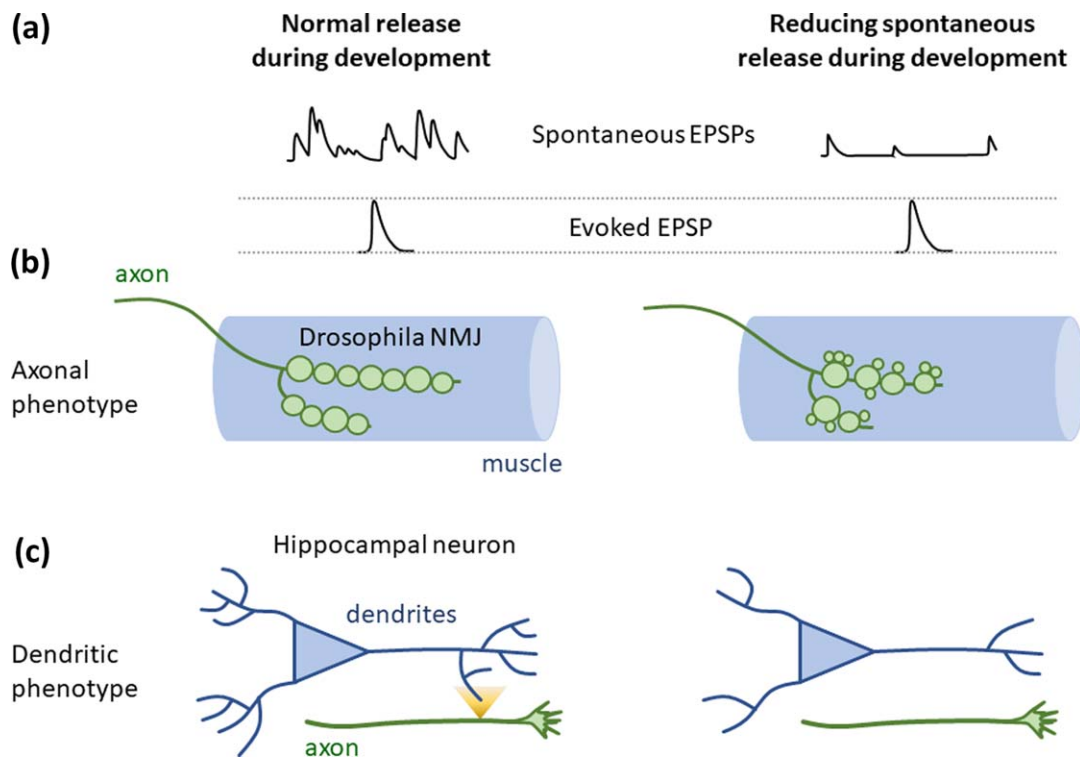 (a)
Normal release
during development
Reducing spontaneous
release during development
Spontaneous EPSPs
Evoked EPSP
(b)
axon
Drosophila NMJ
Axonal
phenotype
muscle
(c)
Hippocampal neuron
dendrites
Dendritic
phenotype
axon